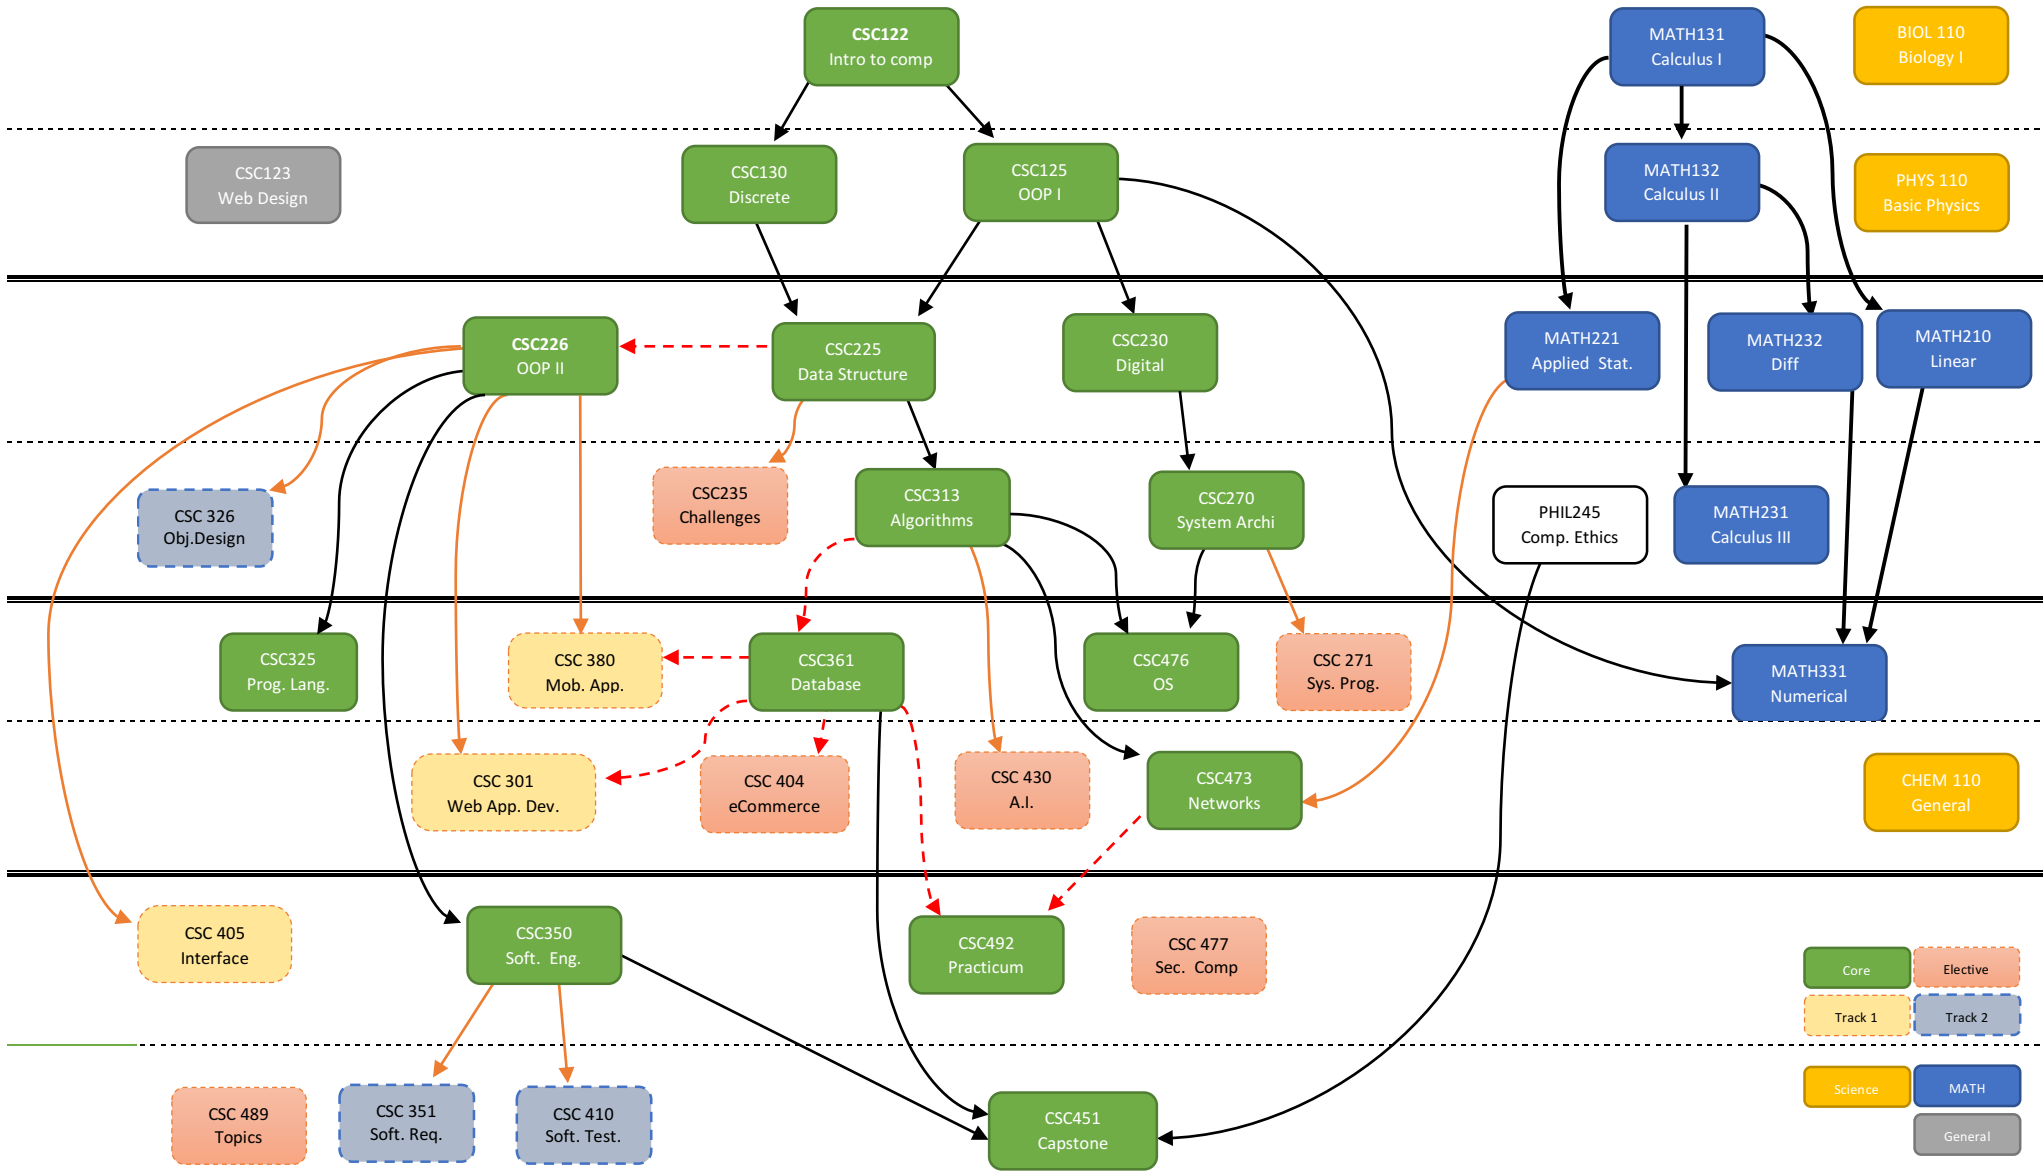 CSC122
Intro to comp
MATH131
Calculus I
BIOL 110
Biology I
CSC123
Web Design
CSC130
Discrete
CSC125
OOP I
MATH132
Calculus II
PHYS 110
Basic Physics
CSC226
OOP II
CSC225
Data Structure
CSC230
Digital
MATH221
Applied Stat.
MATH232
Diff
MATH210
Linear
CSC 326
Obj.Design
CSC235
Challenges
CSC313
Algorithms
CSC270
System Archi
PHIL245
Comp. Ethics
MATH231
Calculus III
CSC325
Prog. Lang.
CSC 380
Mob. App.
CSC361
Database
CSC476
OS
CSC 271
Sys. Prog.
MATH331
Numerical
CSC 301
Web App. Dev.
CSC 404
eCommerce
CSC 430
A.I.
CSC473
Networks
CHEM 110
General
CSC 405
Interface
CSC350
Soft. Eng.
CSC492
Practicum
CSC 477
Sec. Comp
Core
Elective
Track 1
Track 2
CSC 489
Topics
CSC 351
Soft. Req.
CSC 410
Soft. Test.
CSC451
Capstone
Science
MATH
General